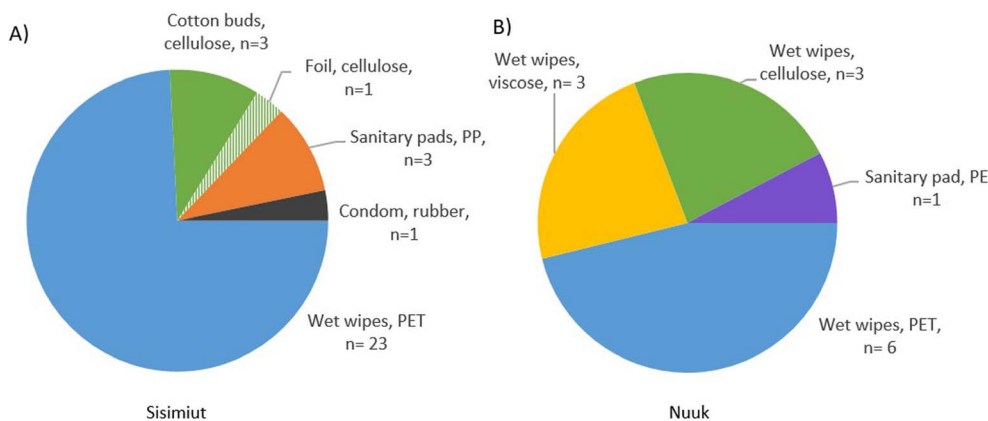 A)
Cotton buds,
cellulose, n=3
Foil, cellulose,
n=1
Sanitary pads, PP,
n=3
Condom, rubber,
n=1
Wet wipes, PET
n= 23
Sisimiut
B)
Wet wipes,
viscose, n= 3
Wet wipes,
cellulose, n=3
Sanitary pad, PE
n=1
Wet wipes, PET,
n= 6
Nuuk